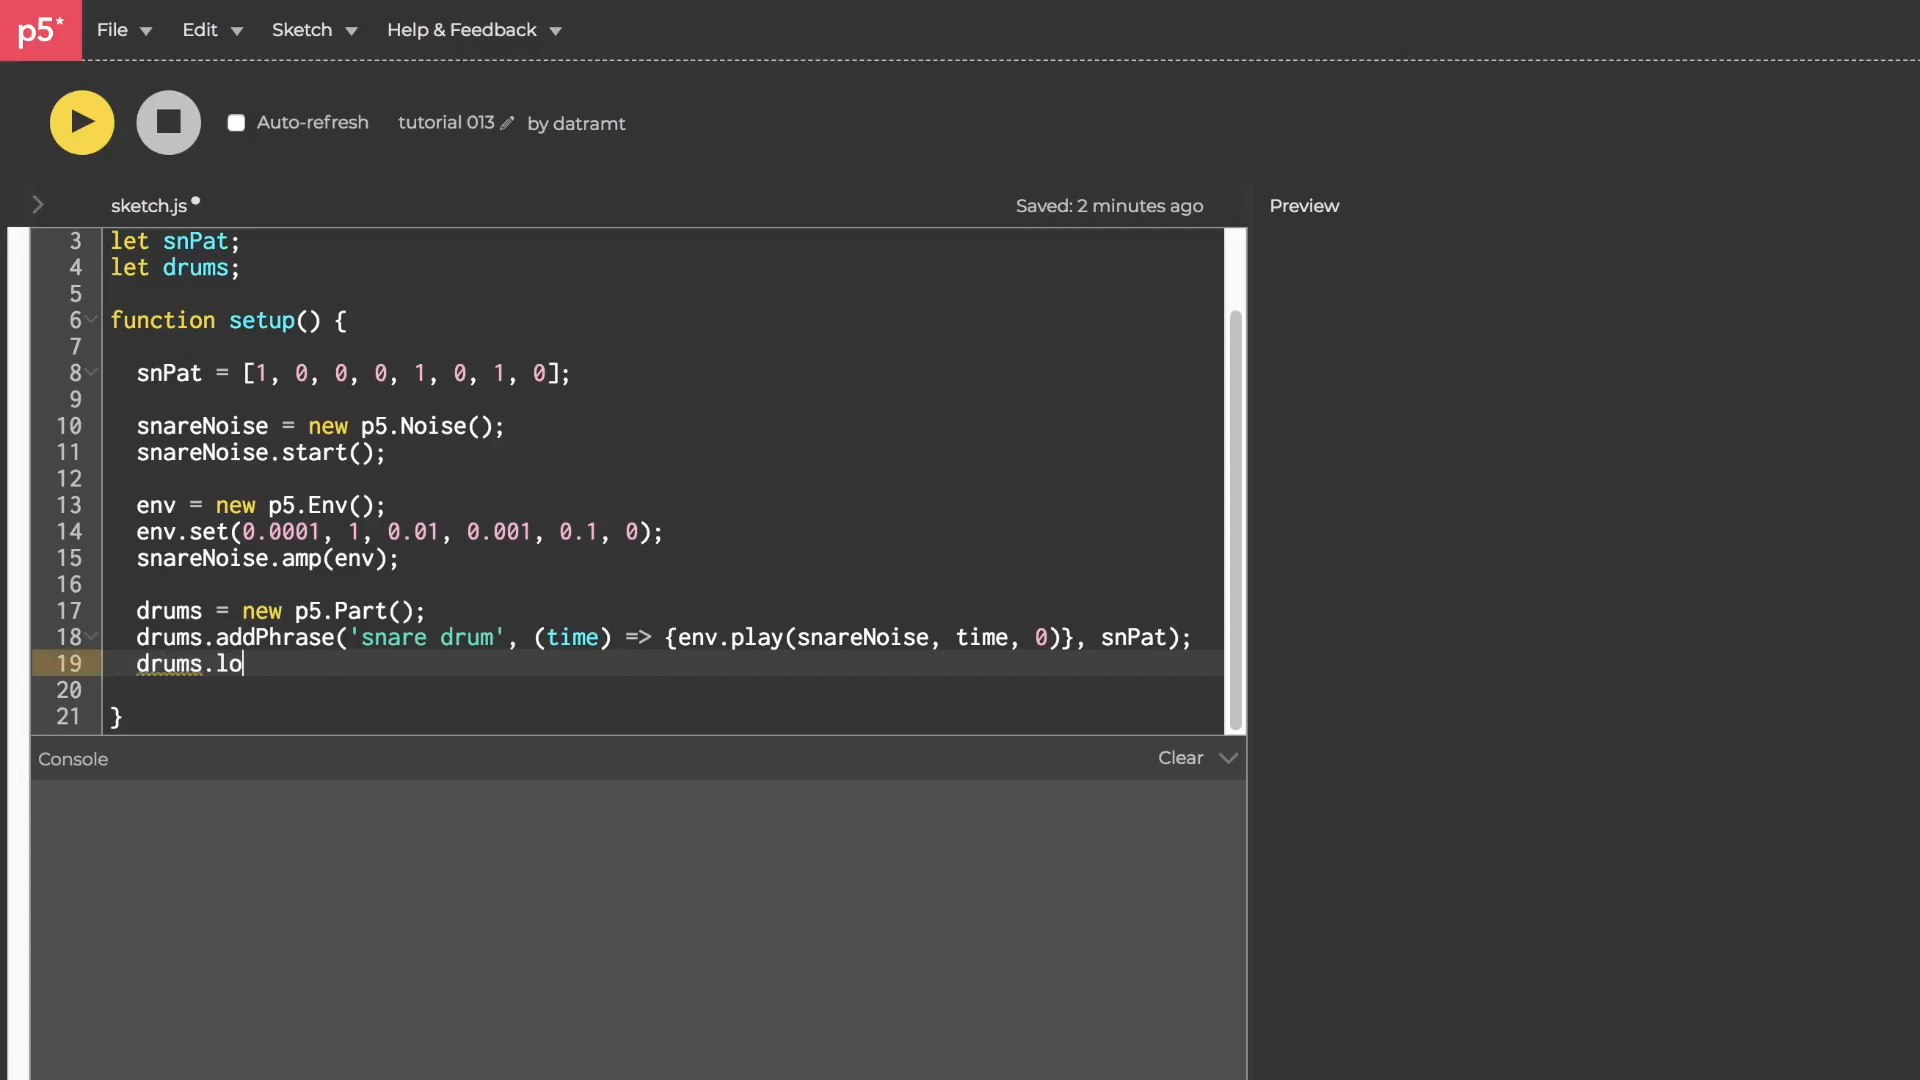 p5* File Edit Sketch Help & Feedback
Auto-refresh tutorial 013 by datramt
sketch.js Saved: 2 minutes ago Preview
3 let snPat;
4 let drums;
5
6 function setup() {
7
8 snPat = [1, 0, 0, 0, 1, 0, 1, 0];
9
10 snareNoise = new p5.Noise();
11 snareNoise.start();
12
13 env = new p5.Env();
14 env.set(0.0001, 1, 0.01, 0.001, 0.1, 0);
15 snareNoise.amp(env);
16
17 drums = new p5.Part();
18 drums.addPhrase('snare drum', (time) => {env.play(snareNoise, time, 0)}, snPat);
19 drums.lo
20
21 }
Console Clear